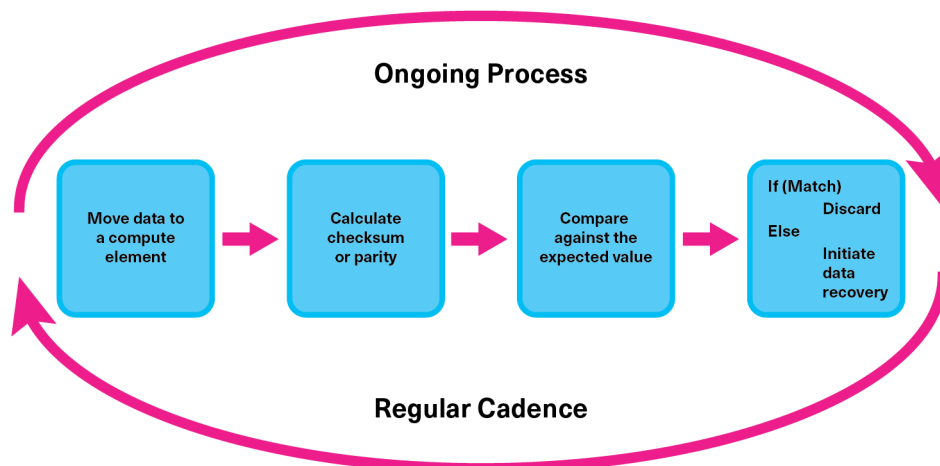 Ongoing Process
Move data to
a compute
element
Calculate
checksum
or parity
Compare
against the
expected value
If (Match)
Discard
Else
Initiate
data
recovery
Regular Cadence